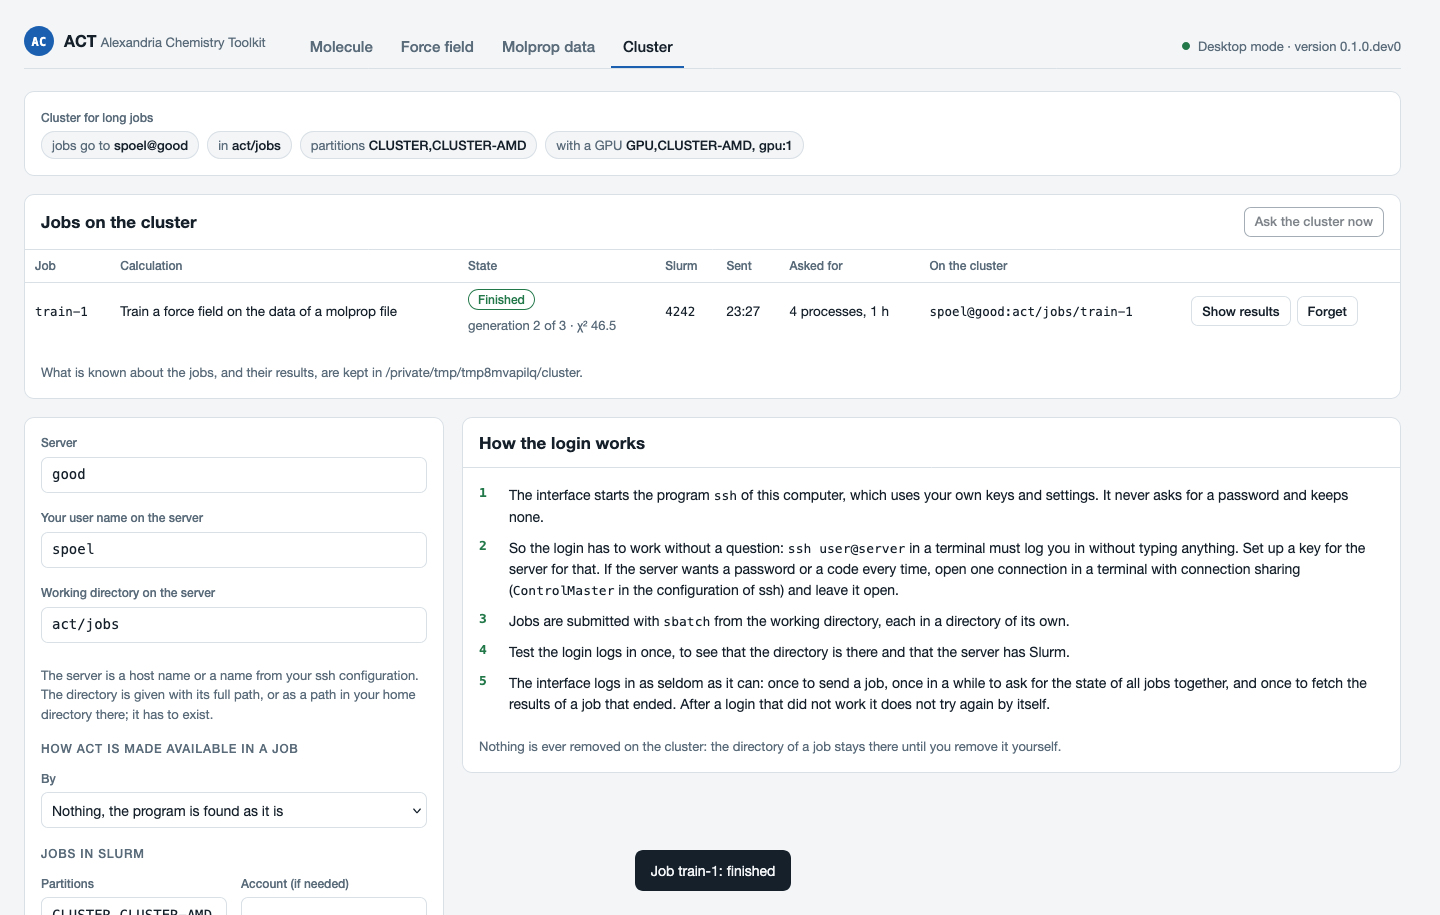 AC ACT Alexandria Chemistry Toolkit Molecule Force field Molprop data Cluster Desktop mode · version 0.1.0.dev0
Cluster for long jobs
jobs go to spoel@good in act/jobs partitions CLUSTER,CLUSTER-AMD with a GPU GPU,CLUSTER-AMD, gpu:1
Jobs on the cluster Ask the cluster now
Job Calculation State Slurm Sent Asked for On the cluster
train-1 Train a force field on the data of a molprop file Finished 4242 23:27 4 processes, 1 h spoel@good:act/jobs/train-1 Show results Forget
generation 2 of 3 · χ² 46.5
What is known about the jobs, and their results, are kept in /private/tmp/tmp8mvapilq/cluster.
Server
good
Your user name on the server
spoel
Working directory on the server
act/jobs
The server is a host name or a name from your ssh configuration.
The directory is given with its full path, or as a path in your home
directory there; it has to exist.
HOW ACT IS MADE AVAILABLE IN A JOB
By
Nothing, the program is found as it is
JOBS IN SLURM
Partitions Account (if needed)
CLUSTER,CLUSTER-AMD
How the login works
1 The interface starts the program ssh of this computer, which uses your own keys and settings. It never asks for a password and keeps
none.
2 So the login has to work without a question: ssh user@server in a terminal must log you in without typing anything. Set up a key for the
server for that. If the server wants a password or a code every time, open one connection in a terminal with connection sharing
(ControlMaster in the configuration of ssh) and leave it open.
3 Jobs are submitted with sbatch from the working directory, each in a directory of its own.
4 Test the login logs in once, to see that the directory is there and that the server has Slurm.
5 The interface logs in as seldom as it can: once to send a job, once in a while to ask for the state of all jobs together, and once to fetch the
results of a job that ended. After a login that did not work it does not try again by itself.
Nothing is ever removed on the cluster: the directory of a job stays there until you remove it yourself.
Job train-1: finished